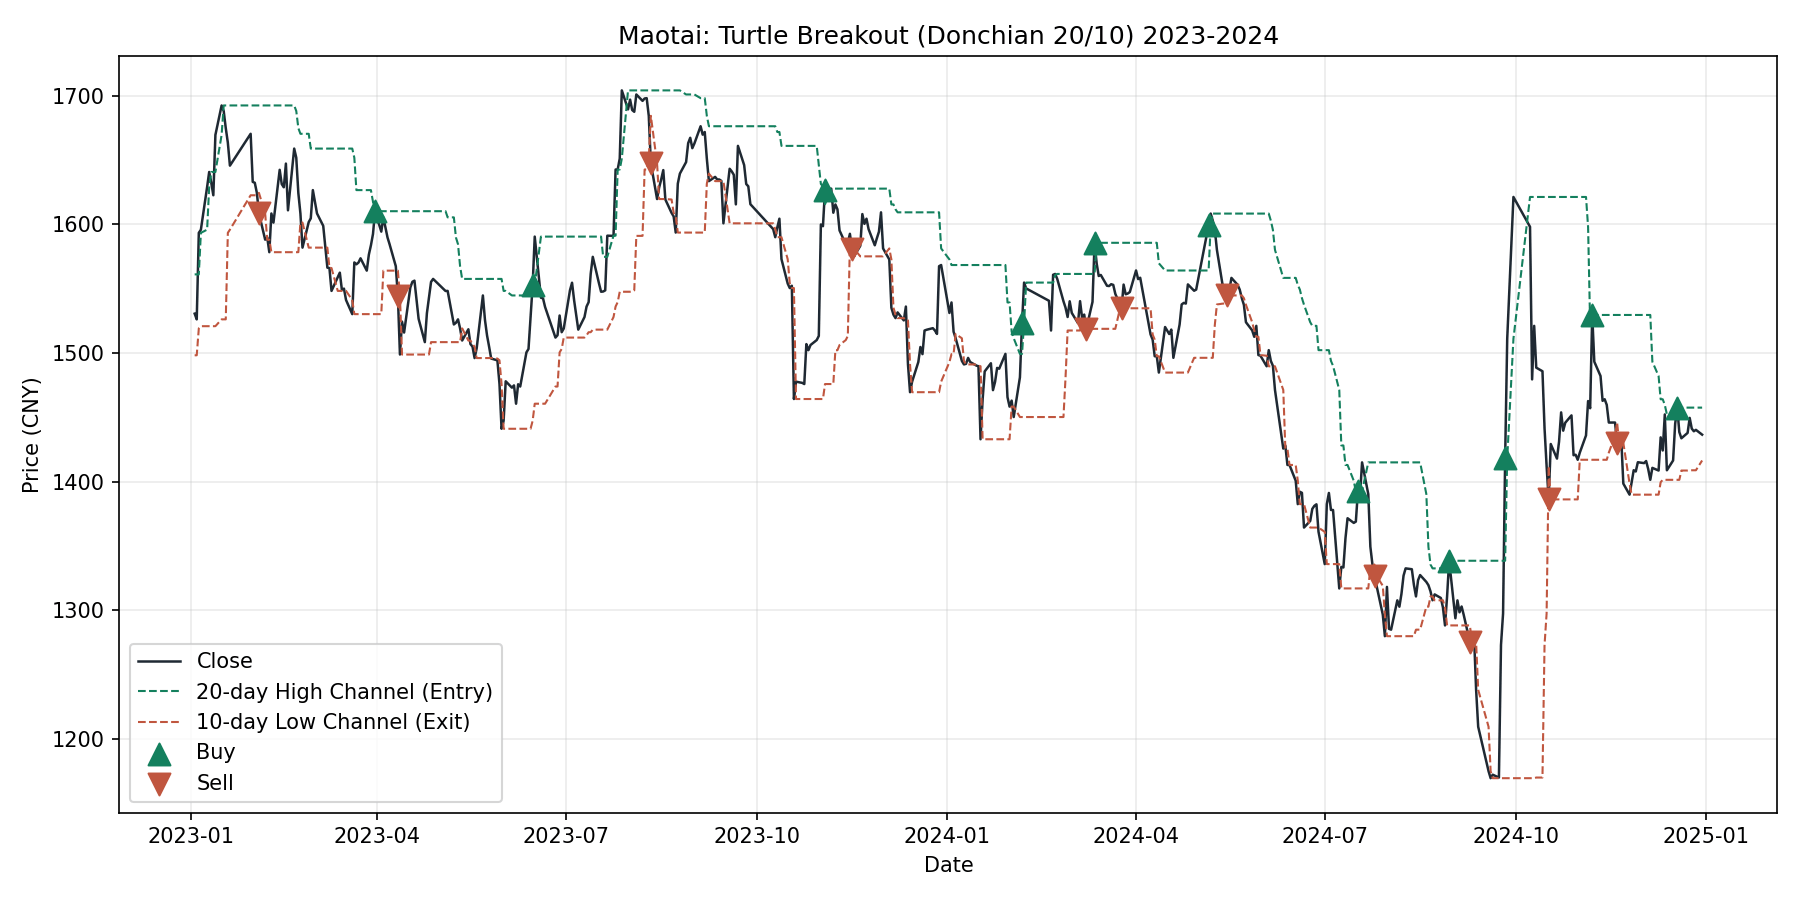 Maotai: Turtle Breakout (Donchian 20/10) 2023-2024
Price (CNY)
1700
1600
1500
1400
1300
1200
Close
20-day High Channel (Entry)
10-day Low Channel (Exit)
Buy
Sell
2023-01 2023-04 2023-07 2023-10 2024-01 2024-04 2024-07 2024-10 2025-01
Date